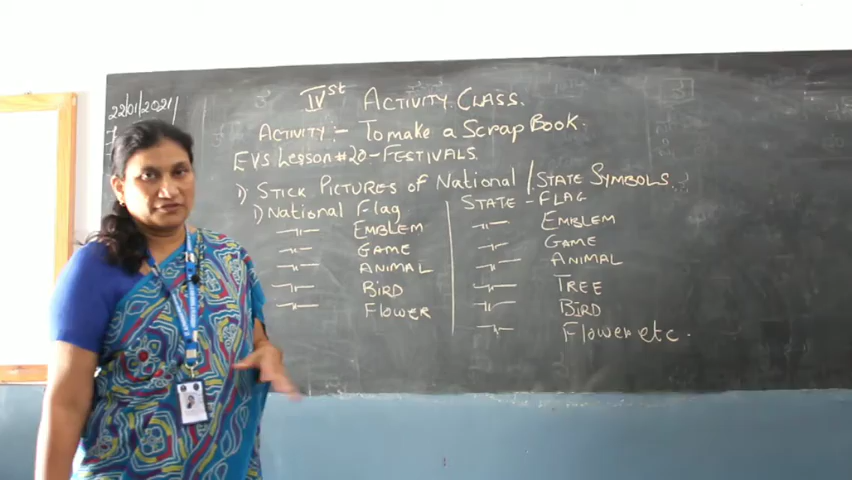 22/01/2021
IVst ACTIVITY CLASS.
ACTIVITY :- To make a Scrap Book.
EVS Lesson #20 - FESTIVALS
1) STICK PICTURES OF National / STATE SYMBOLS
1) National Flag
-"- EMBLEM
-"- GAME
-"- ANIMAL
-"- BIRD
-"- Flower
STATE - FLAG
-"- EMBLEM
-"- GAME
-"- ANIMAL
-"- TREE
-"- BIRD
-"- Flower etc.